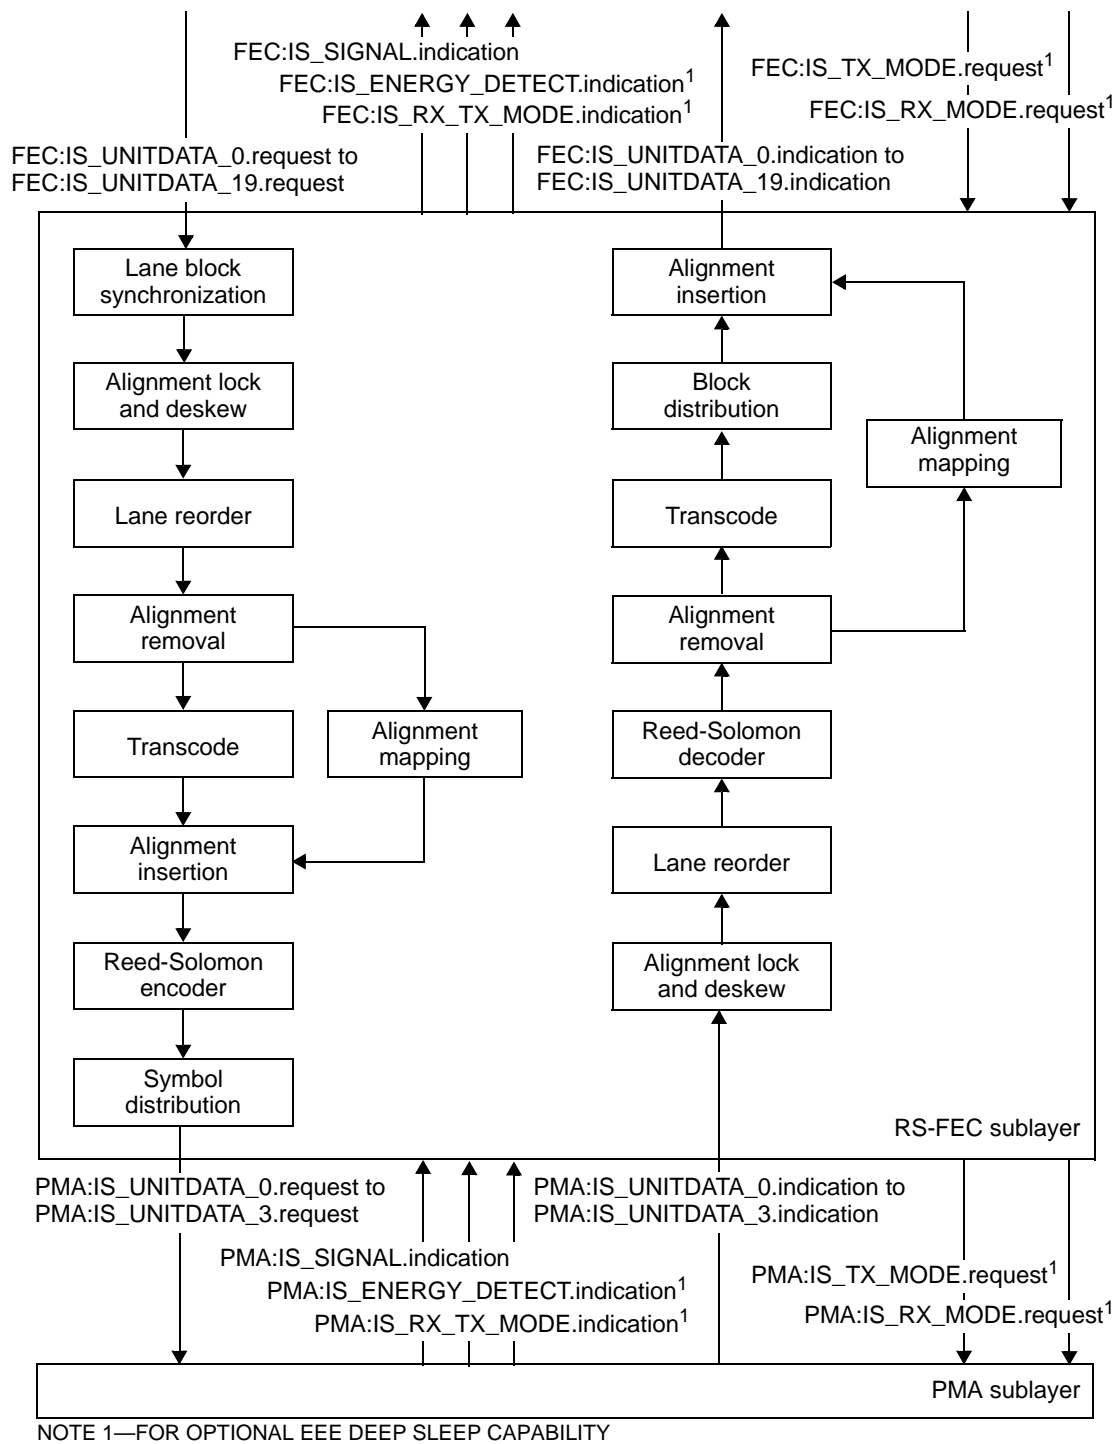 FEC:IS_SIGNAL.indication
FEC:IS_ENERGY_DETECT.indication1
FEC:IS_RX_TX_MODE.indication1
FEC:IS_TX_MODE.request1
FEC:IS_RX_MODE.request1
FEC:IS_UNITDATA_0.request to
FEC:IS_UNITDATA_19.request
FEC:IS_UNITDATA_0.indication to
FEC:IS_UNITDATA_19.indication
Lane block
synchronization
Alignment lock
and deskew
Lane reorder
Alignment
removal
Transcode
Alignment
mapping
Alignment
insertion
Reed-Solomon
encoder
Symbol
distribution
Alignment
insertion
Block
distribution
Alignment
mapping
Transcode
Alignment
removal
Reed-Solomon
decoder
Lane reorder
Alignment lock
and deskew
RS-FEC sublayer
PMA:IS_UNITDATA_0.request to
PMA:IS_UNITDATA_3.request
PMA:IS_UNITDATA_0.indication to
PMA:IS_UNITDATA_3.indication
PMA:IS_SIGNAL.indication
PMA:IS_ENERGY_DETECT.indication1
PMA:IS_RX_TX_MODE.indication1
PMA:IS_TX_MODE.request1
PMA:IS_RX_MODE.request1
PMA sublayer
NOTE 1—FOR OPTIONAL EEE DEEP SLEEP CAPABILITY